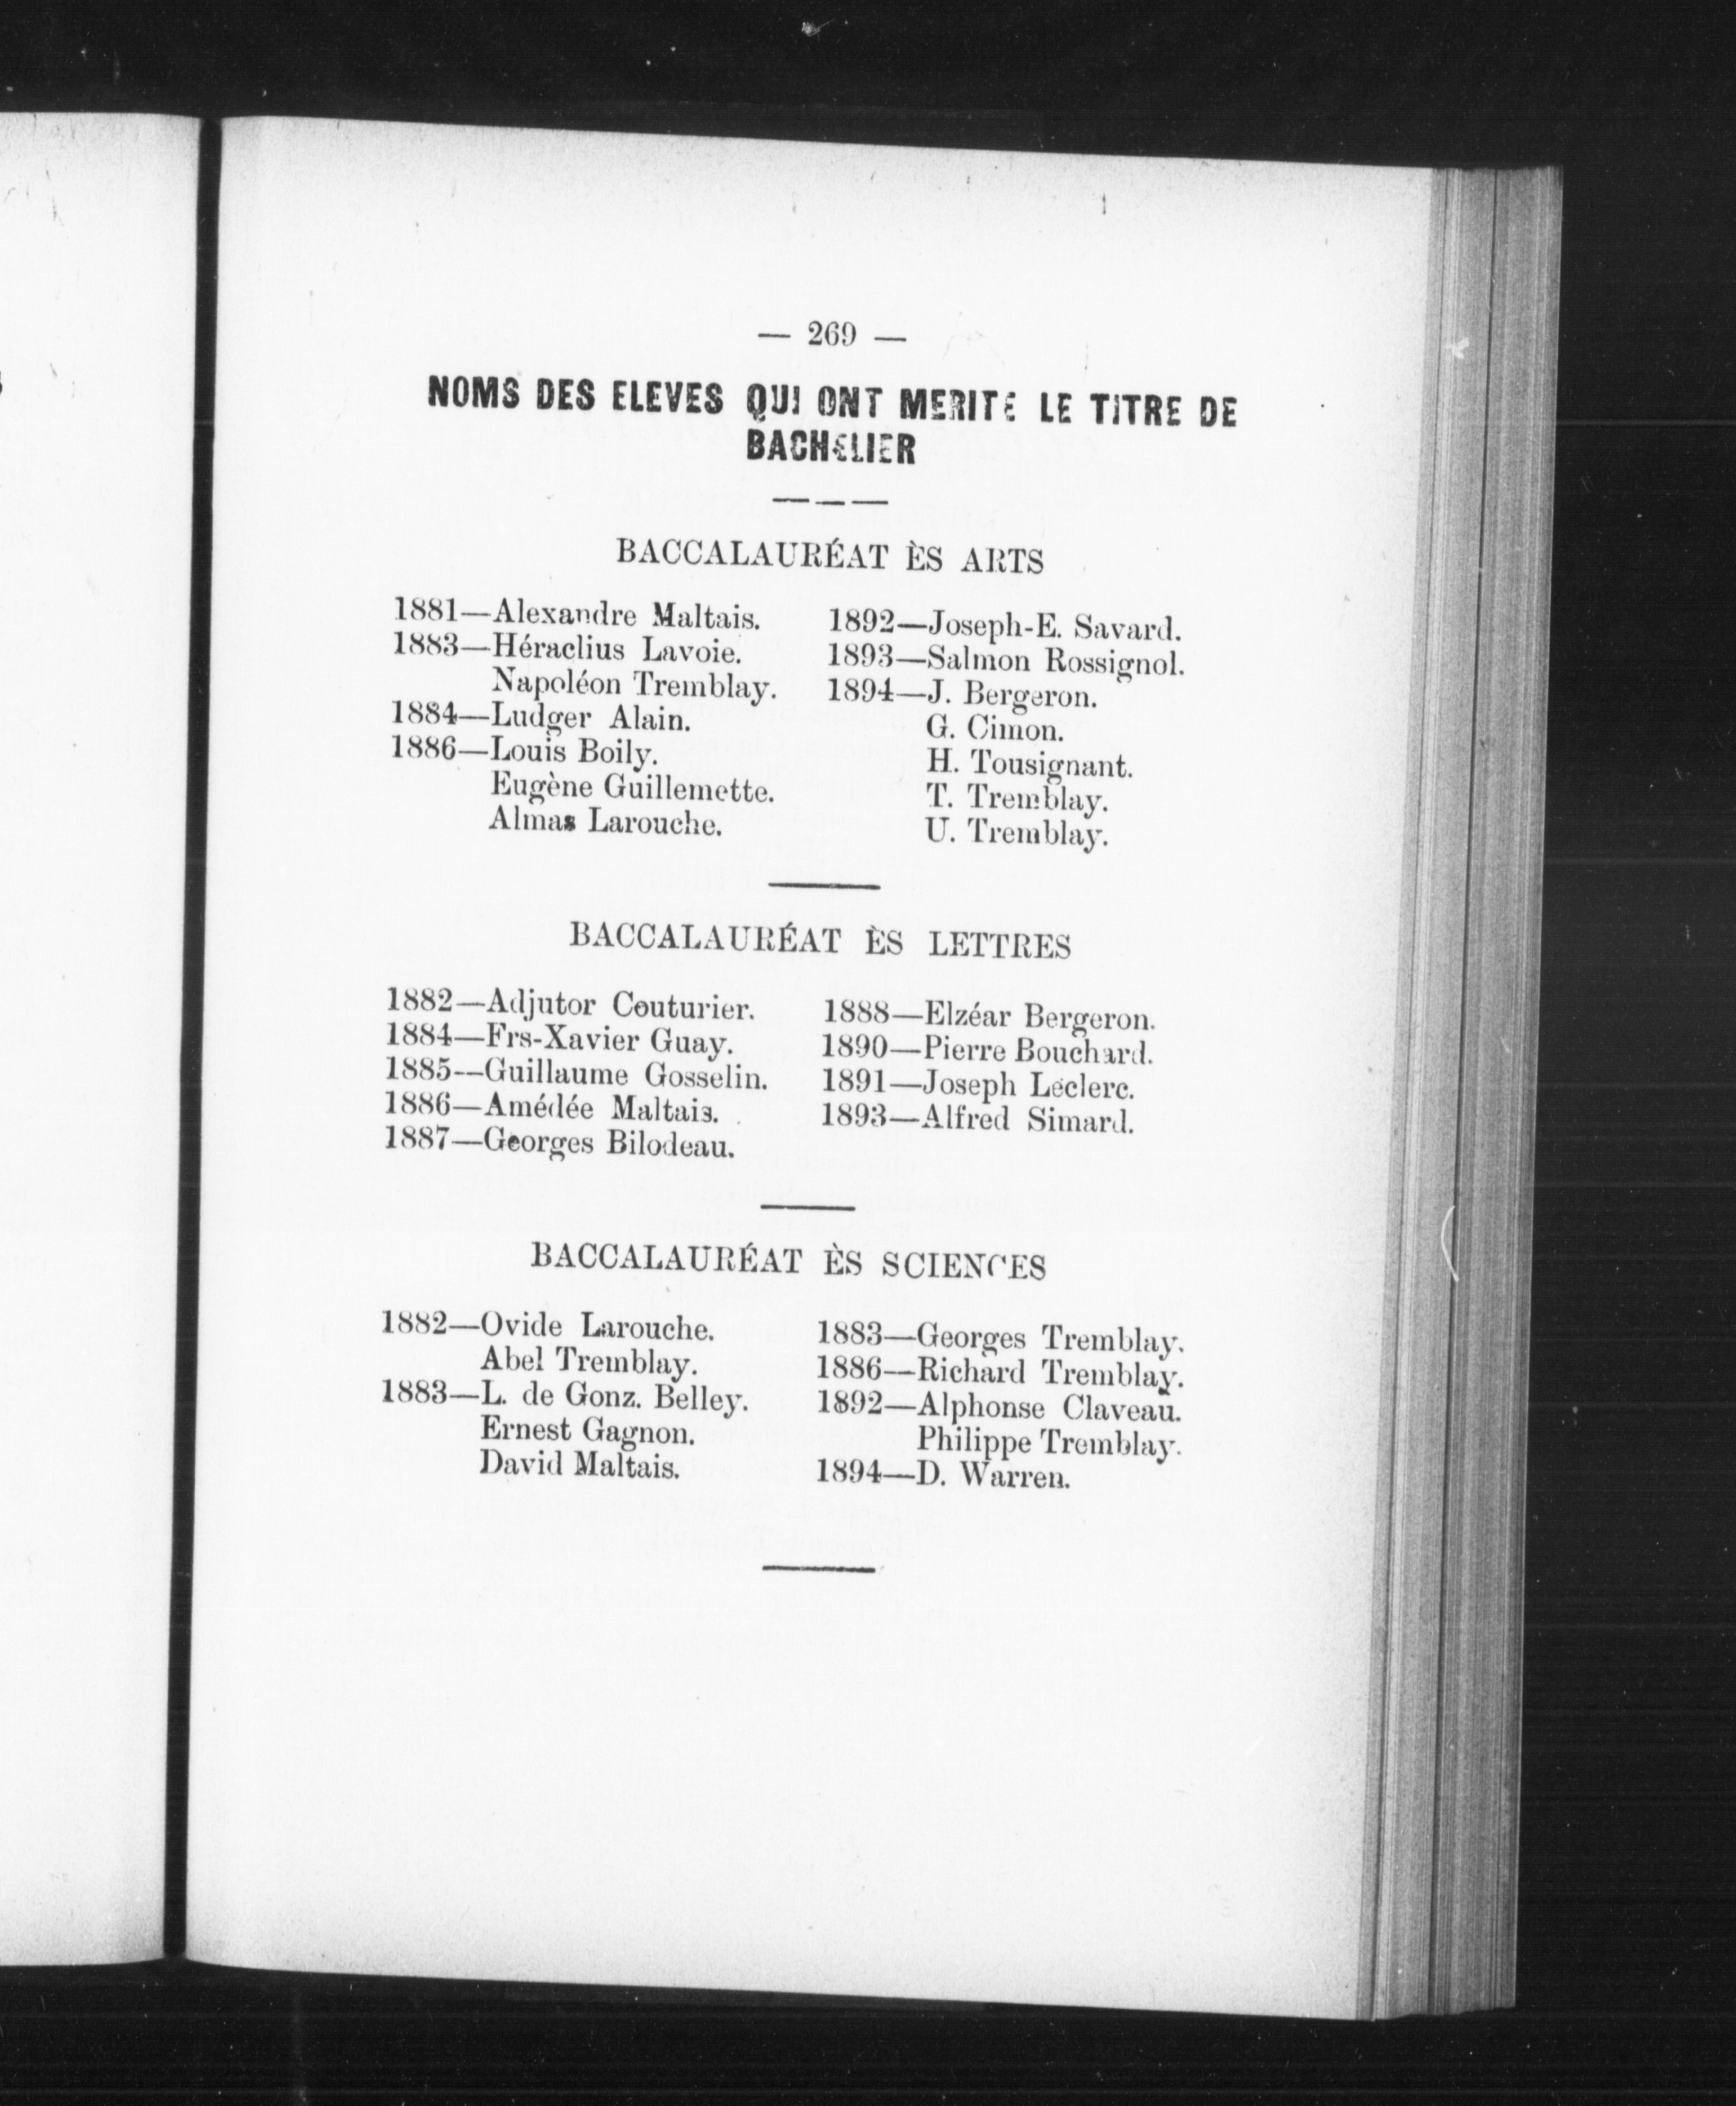 — 269 —
NOMS DES ELEVES QUI ONT MERITE LE TITRE DE
BACHELIER
BACCALAURÉAT ÈS ARTS
1881—Alexandre Maltais.
1883—Héraclius Lavoie.
Napoléon Tremblay.
1884—Ludger Alain.
1886—Louis Boily.
Eugène Guillemette.
Almas Larouche.
1892—Joseph-E. Savard.
1893—Salmon Rossignol.
1894—J. Bergeron.
G. Cimon.
H. Tousignant.
T. Tremblay.
U. Tremblay.
BACCALAURÉAT ÈS LETTRES
1882—Adjutor Couturier.
1884—Frs-Xavier Guay.
1885—Guillaume Gosselin.
1886—Amédée Maltais.
1887—Georges Bilodeau.
1888—Elzéar Bergeron.
1890—Pierre Bouchard.
1891—Joseph Leclerc.
1893—Alfred Simard.
BACCALAURÉAT ÈS SCIENCES
1882—Ovide Larouche.
Abel Tremblay.
1883—L. de Gonz. Belley.
Ernest Gagnon.
David Maltais.
1883—Georges Tremblay.
1886—Richard Tremblay.
1892—Alphonse Claveau.
Philippe Tremblay.
1894—D. Warren.